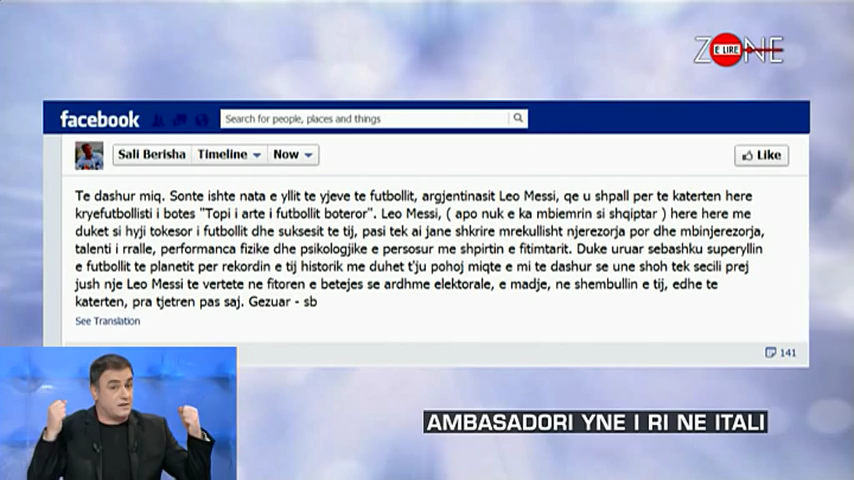 ZONE
E LIRE
facebook
Search for people, places and things
Sali Berisha Timeline Now
Like
Te dashur miq. Sonte ishte nata e yllit te yjeve te futbollit, argjentinasit Leo Messi, qe u shpall per te katerten here
kryefutbollisti i botes "Topi i arte i futbollit boteror". Leo Messi, ( apo nuk e ka mbiemrin si shqiptar ) here here me
duket si hyji tokesor i futbollit dhe suksesit te tij, pasi tek ai jane shkrire mrekullisht njerezorja por dhe mbinjerezorja,
talenti i rralle, performanca fizike dhe psikologjike e persosur me shpirtin e fitimtarit. Duke uruar sebashku superyllin
e futbollit te planetit per rekordin e tij historik me duhet t'ju pohoj miqte e mi te dashur se une shoh tek secili prej
jush nje Leo Messi te vertete ne fitoren e betejes se ardhme elektorale, e madje, ne shembullin e tij, edhe te
katerten, pra tjetren pas saj. Gezuar - sb
See Translation
141
AMBASADORI YNE I RI NE ITALI